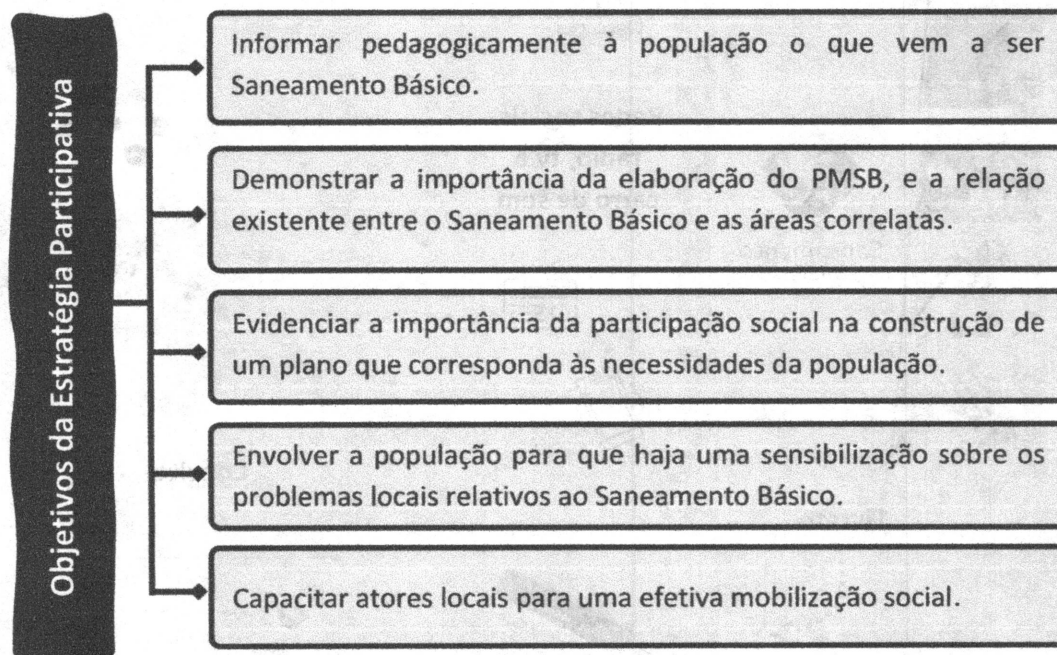 Objetivos da Estratégia Participativa
Informar pedagogicamente à população o que vem a ser
Saneamento Básico.
Demonstrar a importância da elaboração do PMSB, e a relação
existente entre o Saneamento Básico e as áreas correlatas.
Evidenciar a importância da participação social na construção de
um plano que corresponda às necessidades da população.
Envolver a população para que haja uma sensibilização sobre os
problemas locais relativos ao Saneamento Básico.
Capacitar atores locais para uma efetiva mobilização social.